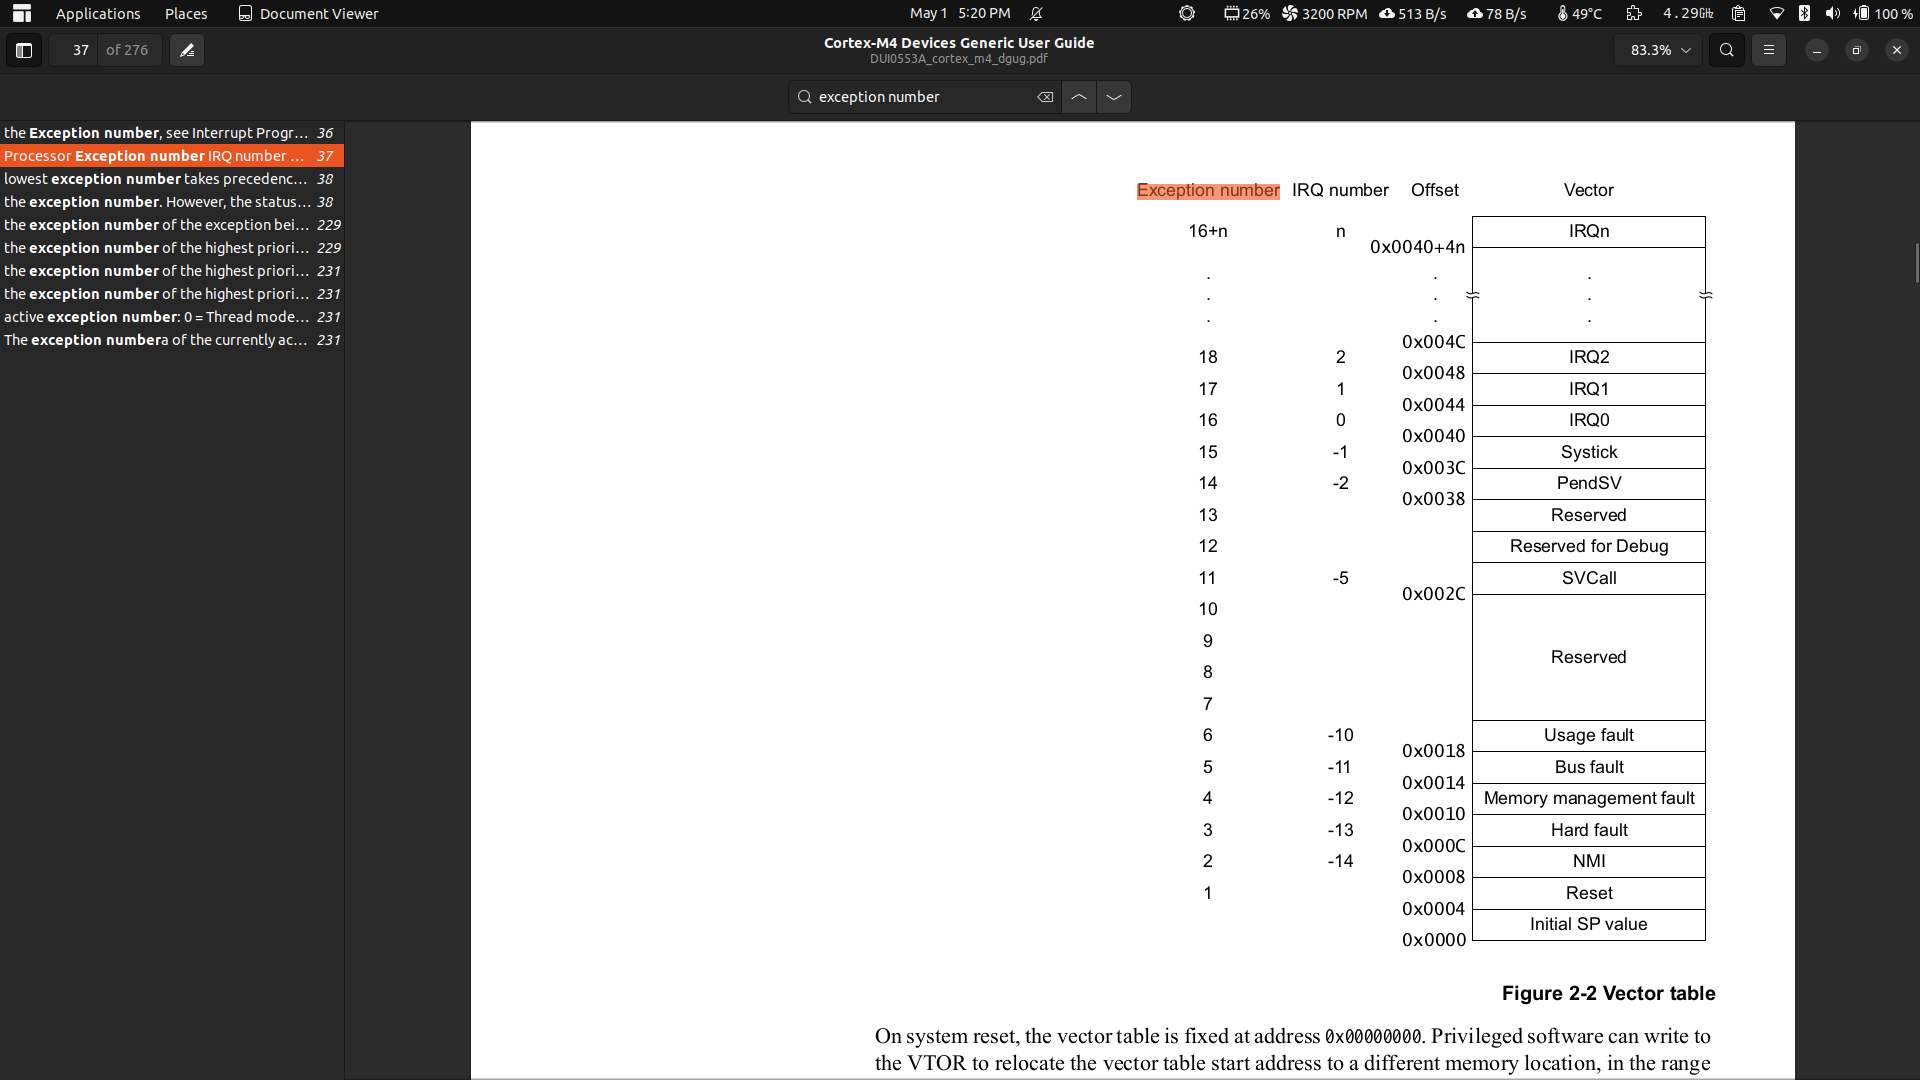 Applications Places Document Viewer May 1 5:20 PM 26% 3200 RPM 513 B/s 78 B/s 49°C 4.29GHz 100 %
37 of 276 Cortex-M4 Devices Generic User Guide 83.3%
DUI0553A_cortex_m4_dgug.pdf
exception number
the Exception number, see Interrupt Progr... 36
Processor Exception number IRQ number ... 37
lowest exception number takes precedenc... 38
the exception number. However, the status... 38
the exception number of the exception bei... 229
the exception number of the highest priori... 229
the exception number of the highest priori... 231
the exception number of the highest priori... 231
active exception number: 0 = Thread mode... 231
The exception numbera of the currently ac... 231
Exception number IRQ number Offset Vector
16+n n IRQn
0x0040+4n
. . .
. . .
. . .
0x004C
18 2 IRQ2
0x0048
17 1 IRQ1
0x0044
16 0 IRQ0
0x0040
15 -1 Systick
0x003C
14 -2 PendSV
0x0038
13 Reserved
12 Reserved for Debug
11 -5 SVCall
0x002C
10
9
Reserved
8
7
6 -10 Usage fault
0x0018
5 -11 Bus fault
0x0014
4 -12 Memory management fault
0x0010
3 -13 Hard fault
0x000C
2 -14 NMI
0x0008
1 Reset
0x0004
Initial SP value
0x0000
Figure 2-2 Vector table
On system reset, the vector table is fixed at address 0x00000000. Privileged software can write to
the VTOR to relocate the vector table start address to a different memory location, in the range